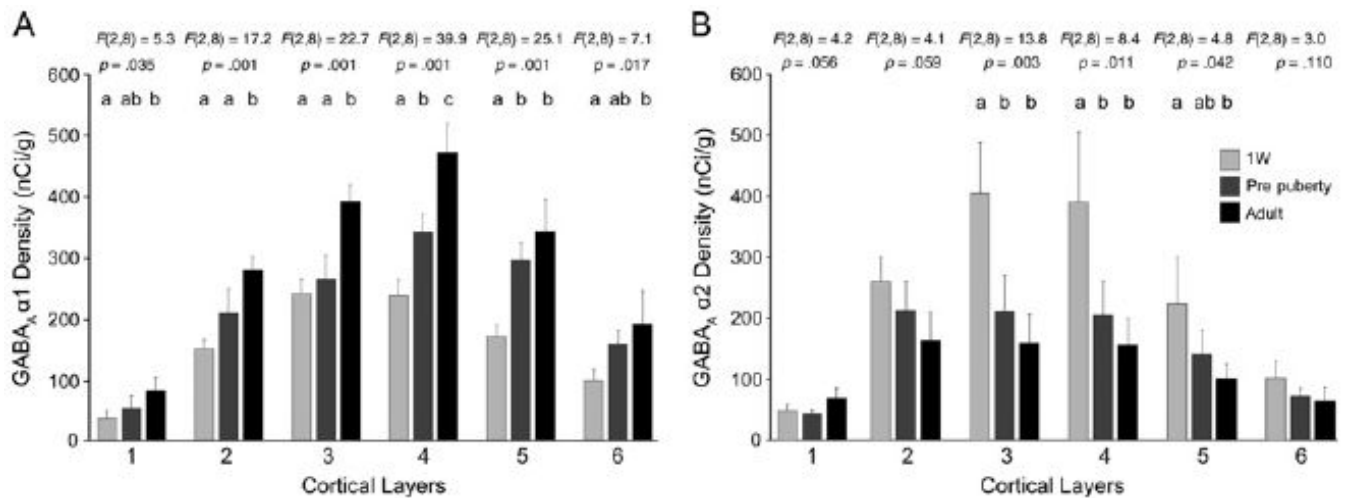 A
F(2,8) = 5.3 F(2,8) = 17.2 F(2,8) = 22.7 F(2,8) = 39.9 F(2,8) = 25.1 F(2,8) = 7.1
p = .035 p = .001 p = .001 p = .001 p = .001 p = .017
600
a ab b a a b a a b a b c a b b a ab b
500
400
300
200
100
0
GABA_A α1 Density (nCi/g)
1 2 3 4 5 6
Cortical Layers
B
F(2,8) = 4.2 F(2,8) = 4.1 F(2,8) = 13.8 F(2,8) = 8.4 F(2,8) = 4.8 F(2,8) = 3.0
p = .056 p = .059 p = .003 p = .011 p = .042 p = .110
600
a b b a b b a ab b
500
400
300
200
100
0
GABA_A α2 Density (nCi/g)
1W
Pre puberty
Adult
1 2 3 4 5 6
Cortical Layers